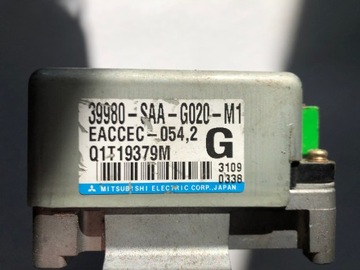 39980-SAA-G020-M1
EACCEC-054,2
G
Q1T19379M
3109
0338
MITSUBISHI ELECTRIC CORP., JAPAN